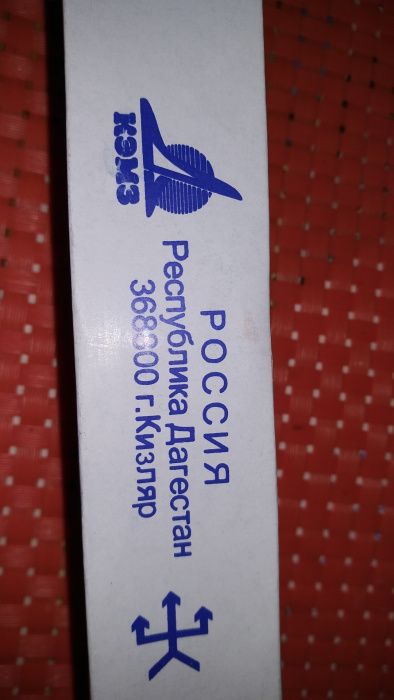 КЭМЗ
РОССИЯ
Республика Дагестан
368800 г.Кизляр